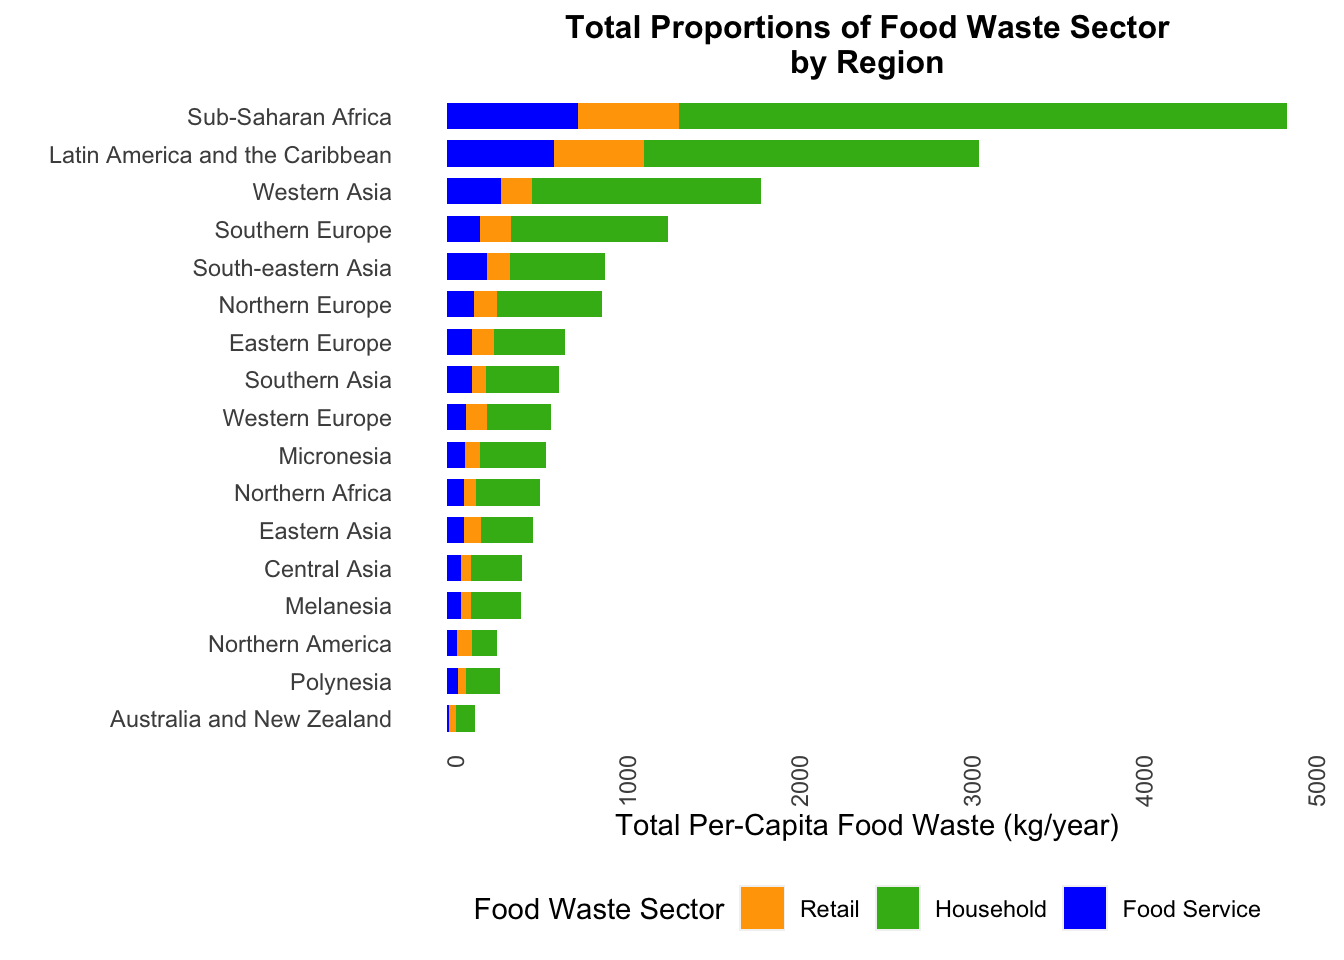 Total Proportions of Food Waste Sector
by Region
Sub-Saharan Africa
Latin America and the Caribbean
Western Asia
Southern Europe
South-eastern Asia
Northern Europe
Eastern Europe
Southern Asia
Western Europe
Micronesia
Northern Africa
Eastern Asia
Central Asia
Melanesia
Northern America
Polynesia
Australia and New Zealand
0
1000
2000
3000
4000
5000
Total Per-Capita Food Waste (kg/year)
Food Waste Sector
Retail
Household
Food Service